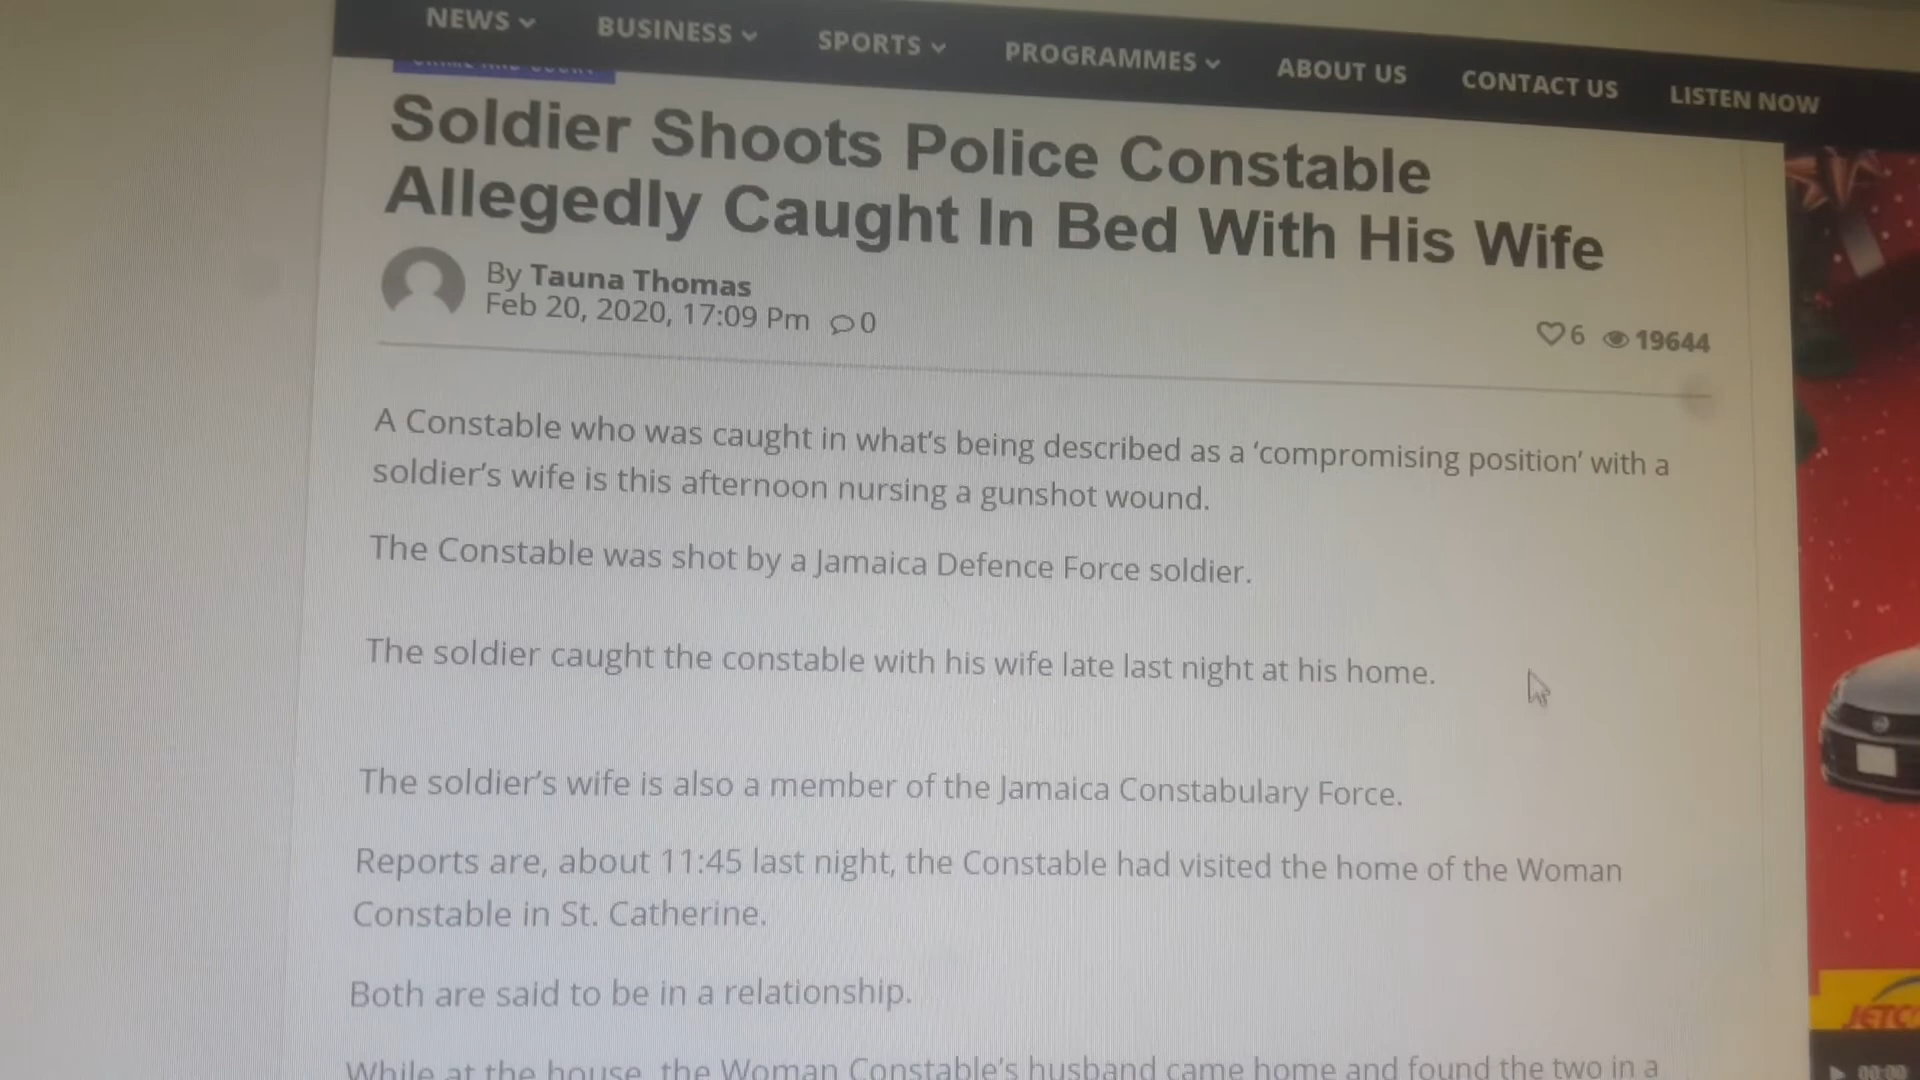 NEWS BUSINESS SPORTS PROGRAMMES ABOUT US CONTACT US LISTEN NOW
Soldier Shoots Police Constable
Allegedly Caught In Bed With His Wife
By Tauna Thomas
Feb 20, 2020, 17:09 Pm 0
6 19644
A Constable who was caught in what's being described as a ‘compromising position’ with a
soldier's wife is this afternoon nursing a gunshot wound.
The Constable was shot by a Jamaica Defence Force soldier.
The soldier caught the constable with his wife late last night at his home.
The soldier's wife is also a member of the Jamaica Constabulary Force.
Reports are, about 11:45 last night, the Constable had visited the home of the Woman
Constable in St. Catherine.
Both are said to be in a relationship.
While at the house, the Woman Constable's husband came home and found the two in a
JETC
00:00